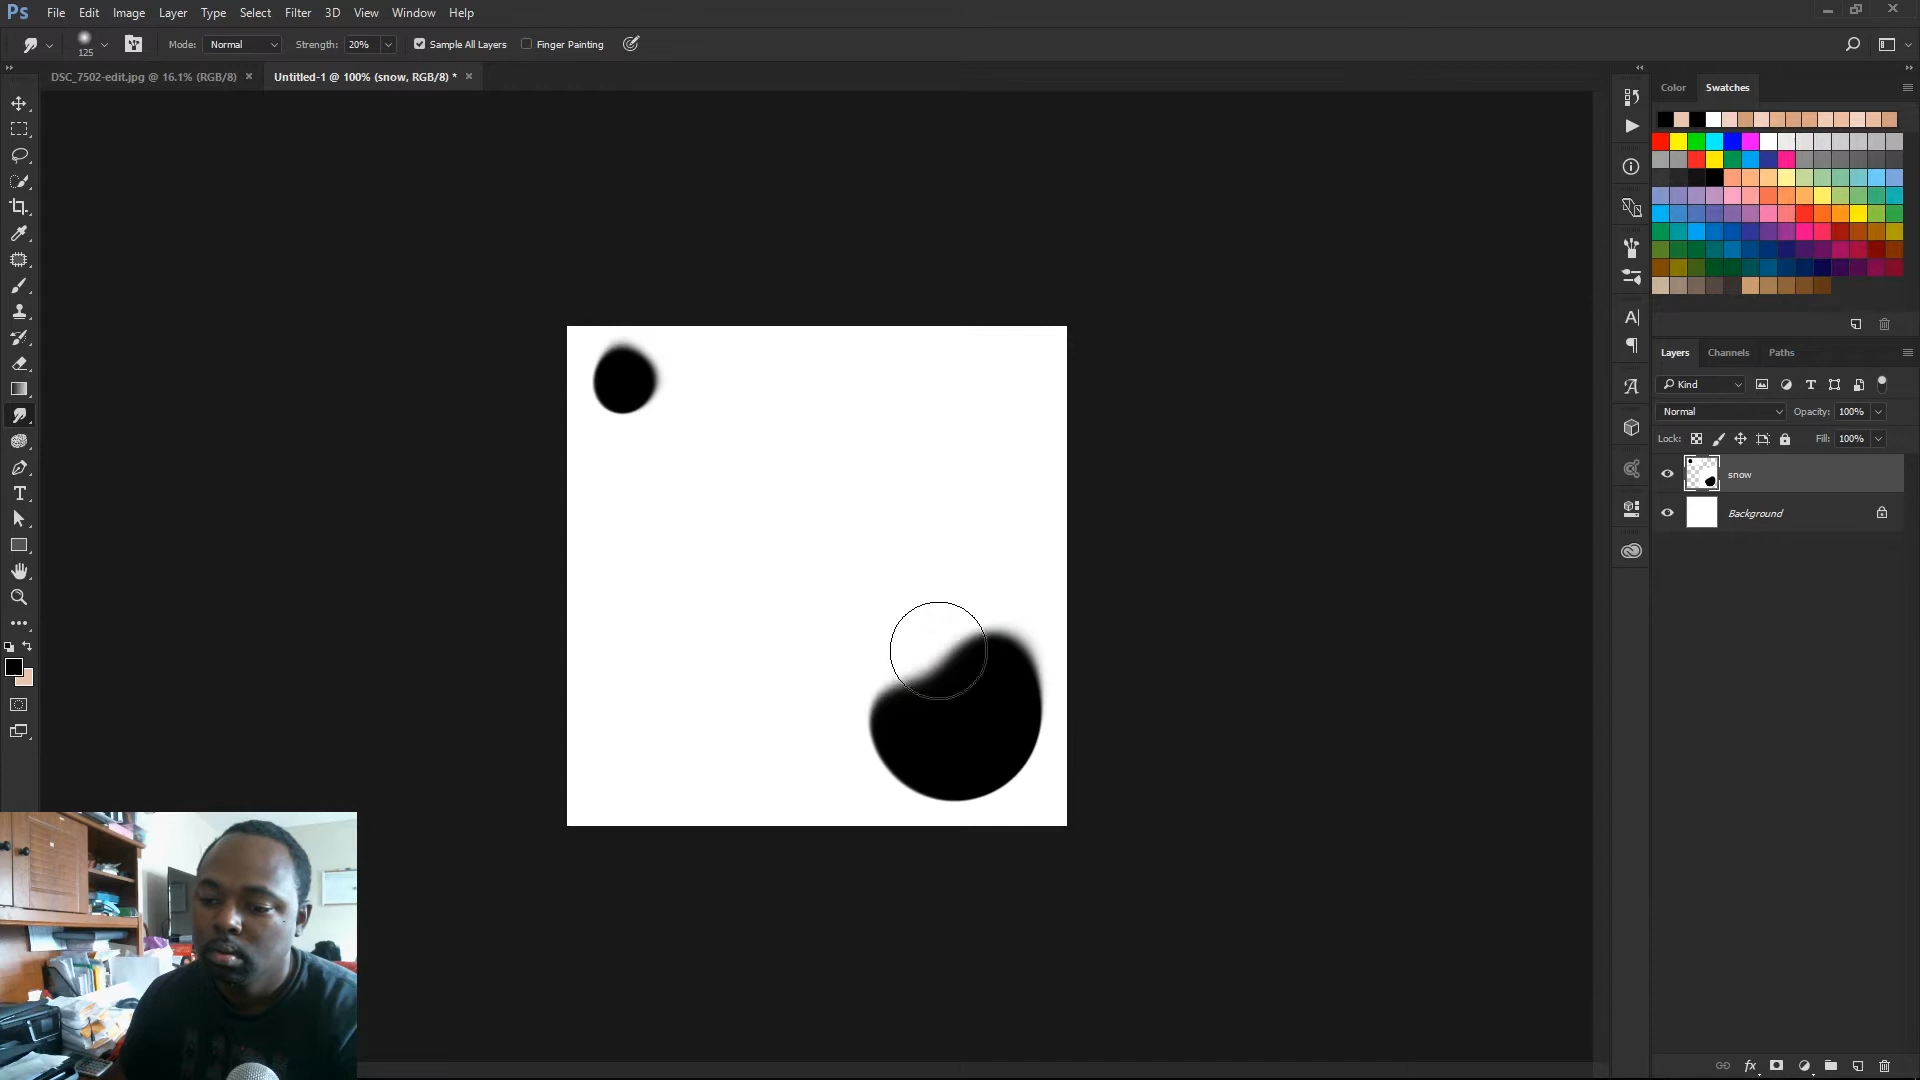 Ps File Edit Image Layer Type Select Filter 3D View Window Help
125 Mode: Normal Strength: 20% Sample All Layers Finger Painting
DSC_7502-edit.jpg @ 16.1% (RGB/8) × Untitled-1 @ 100% (snow, RGB/8) * ×
Color Swatches
Layers Channels Paths
Kind
Normal Opacity: 100%
Lock: Fill: 100%
snow
Background